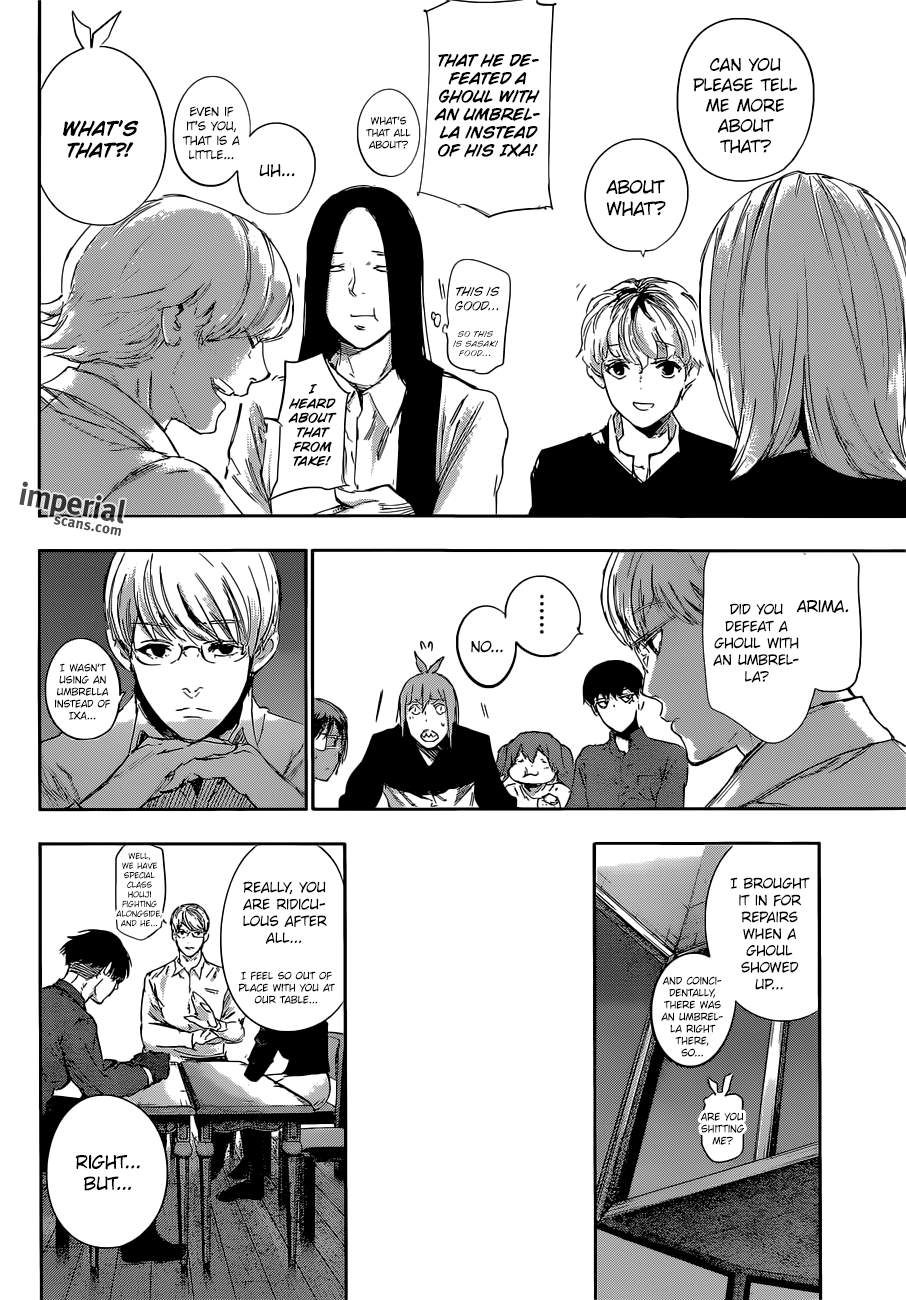 CAN YOU
PLEASE TELL
ME MORE
ABOUT
THAT?
ABOUT
WHAT?
THAT HE DE-
FEATED A
GHOUL WITH
AN UMBREL-
LA INSTEAD
OF HIS IXA!
WHAT'S
THAT ALL
ABOUT?
THIS IS
GOOD...
SO THIS
IS SASAKI
FOOD...
I
HEARD
ABOUT
THAT
FROM
TAKE!
UH...
EVEN IF
IT'S YOU,
THAT IS A
LITTLE...
WHAT'S
THAT?!
imperial
scans.com
ARIMA.
DID YOU
DEFEAT A
GHOUL WITH
AN UMBREL-
LA?
......
NO...
I WASN'T
USING AN
UMBRELLA
INSTEAD OF
IXA...
I BROUGHT
IT IN FOR
REPAIRS
WHEN A
GHOUL
SHOWED
UP...
AND COINCI-
DENTALLY,
THERE WAS
AN UMBREL-
LA RIGHT
THERE,
SO...
ARE YOU
SHITTING
ME?
REALLY, YOU
ARE RIDIC-
ULOUS AFTER
ALL...
I FEEL SO OUT OF
PLACE WITH YOU AT
OUR TABLE...
WELL,
WE HAVE
SPECIAL
CLASS
HOUJI
FIGHTING
ALONGSIDE,
AND HE...
RIGHT...
BUT...